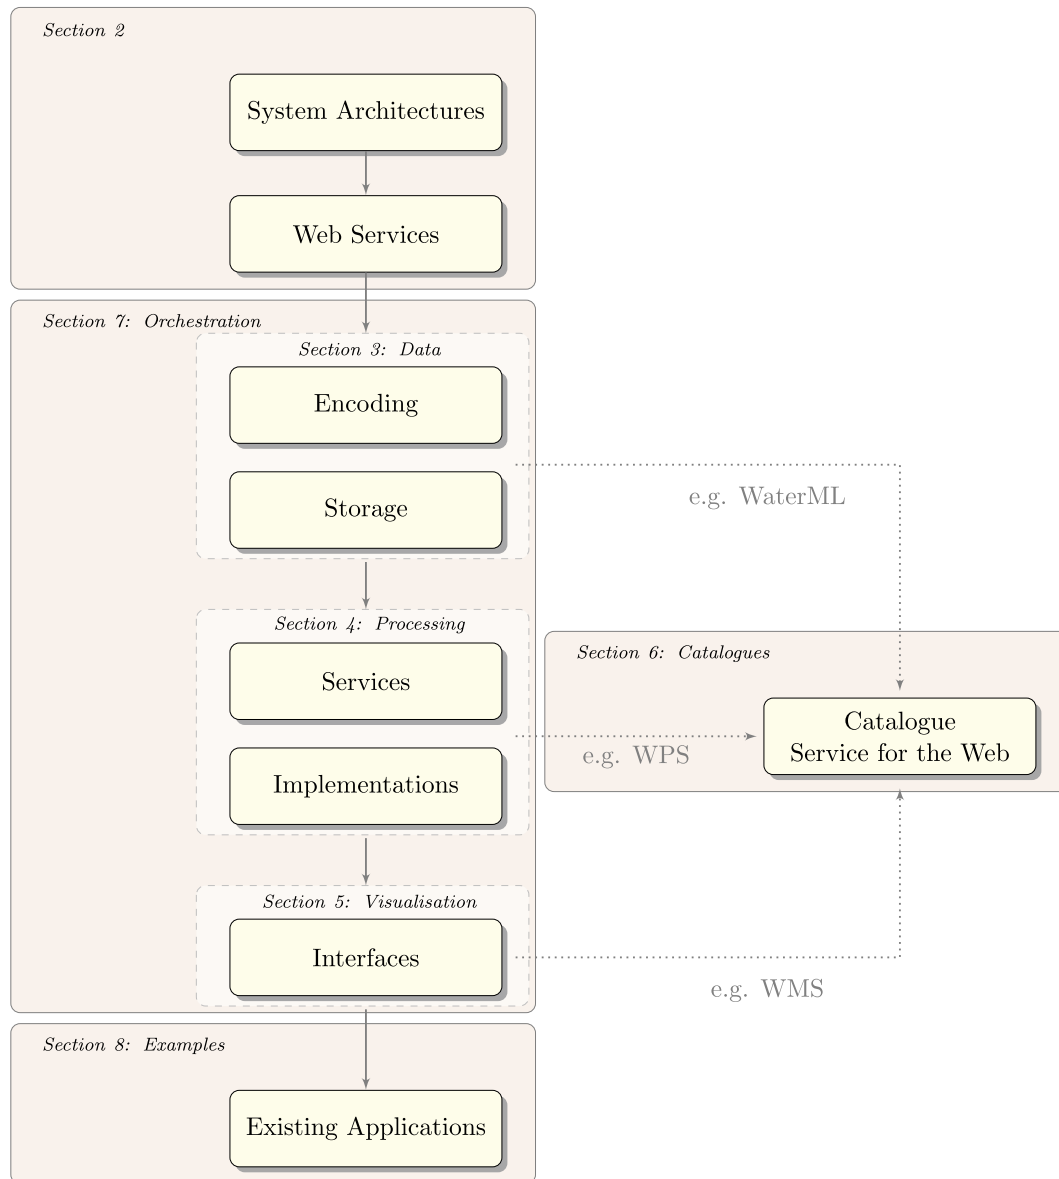 Section 2
System Architectures
Web Services
Section 7: Orchestration
Section 3: Data
Encoding
Storage
e.g. WaterML
Section 4: Processing
Services
Implementations
e.g. WPS
Section 6: Catalogues
Catalogue
Service for the Web
Section 5: Visualisation
Interfaces
e.g. WMS
Section 8: Examples
Existing Applications